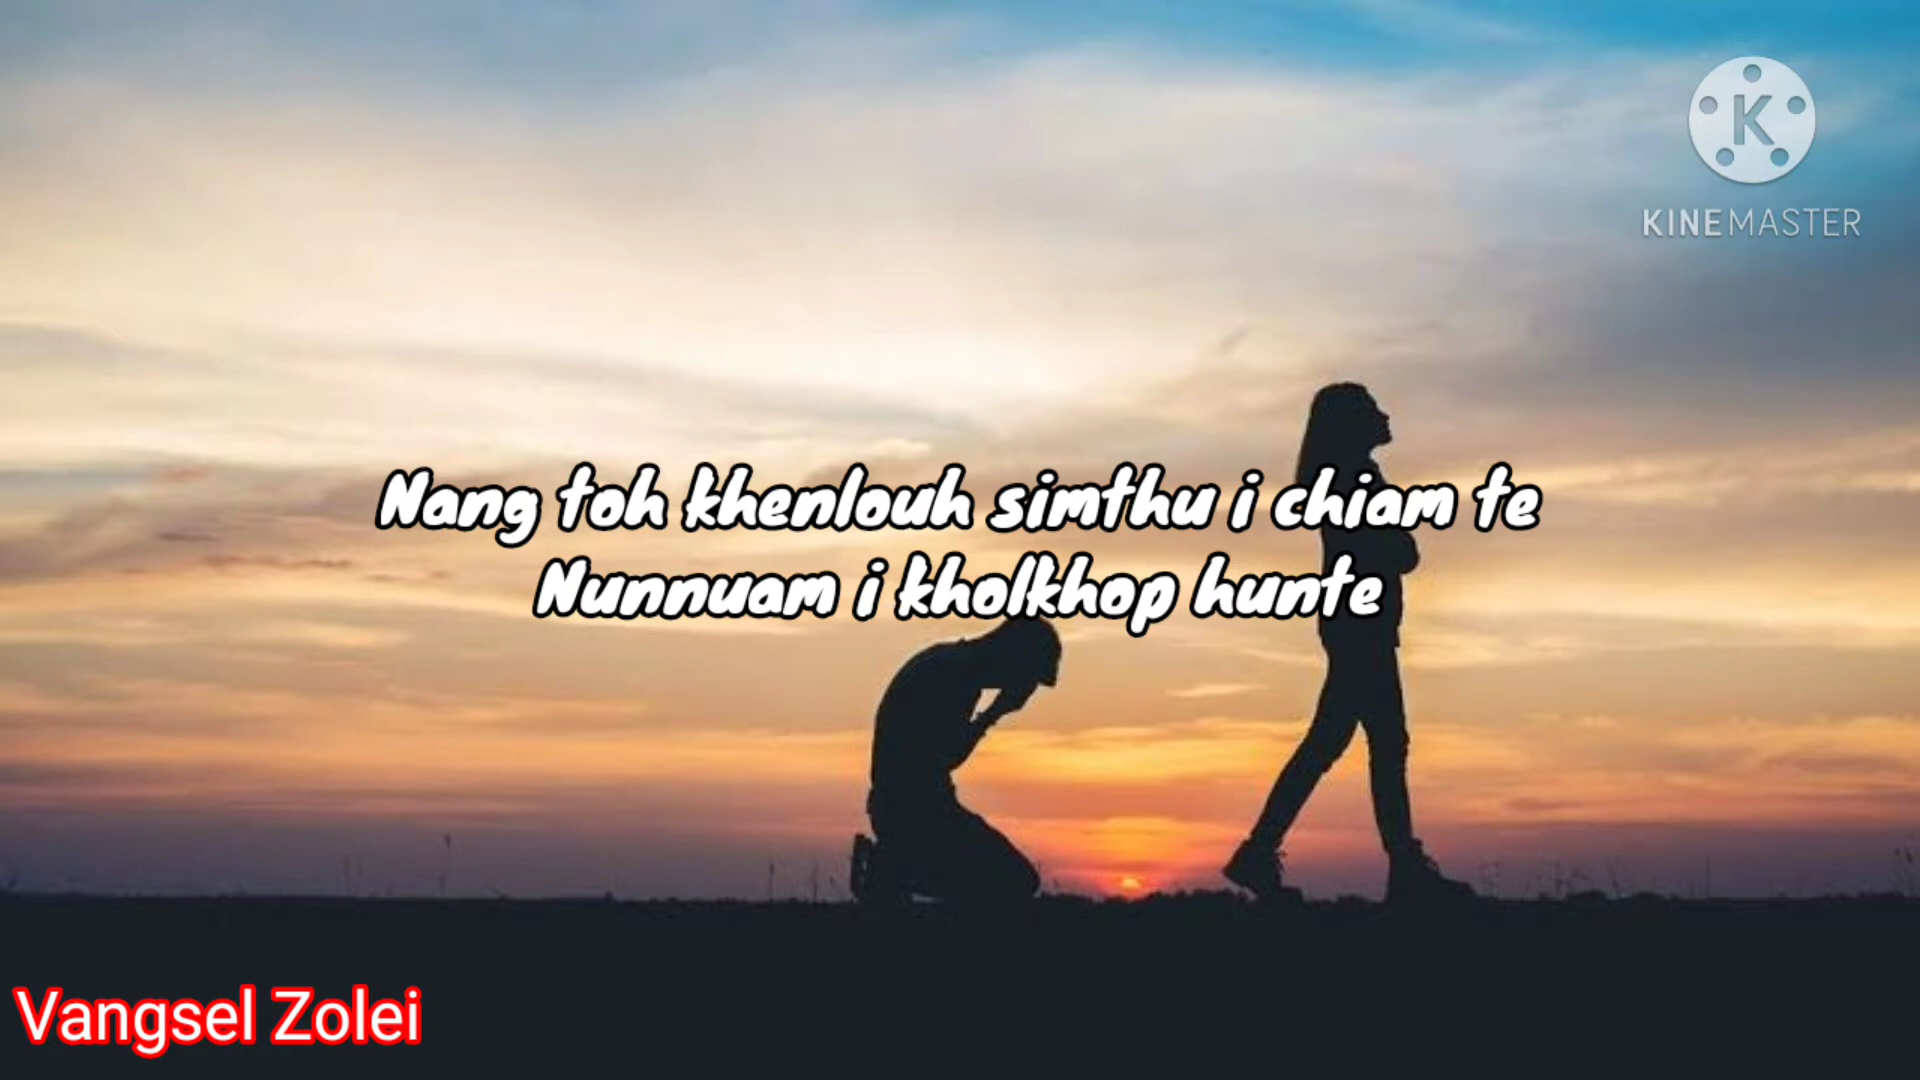 K
KINEMASTER
Nang toh khenlouh simthu i chiam te
Nunnuam i kholkhop hunte
Vangsel Zolei